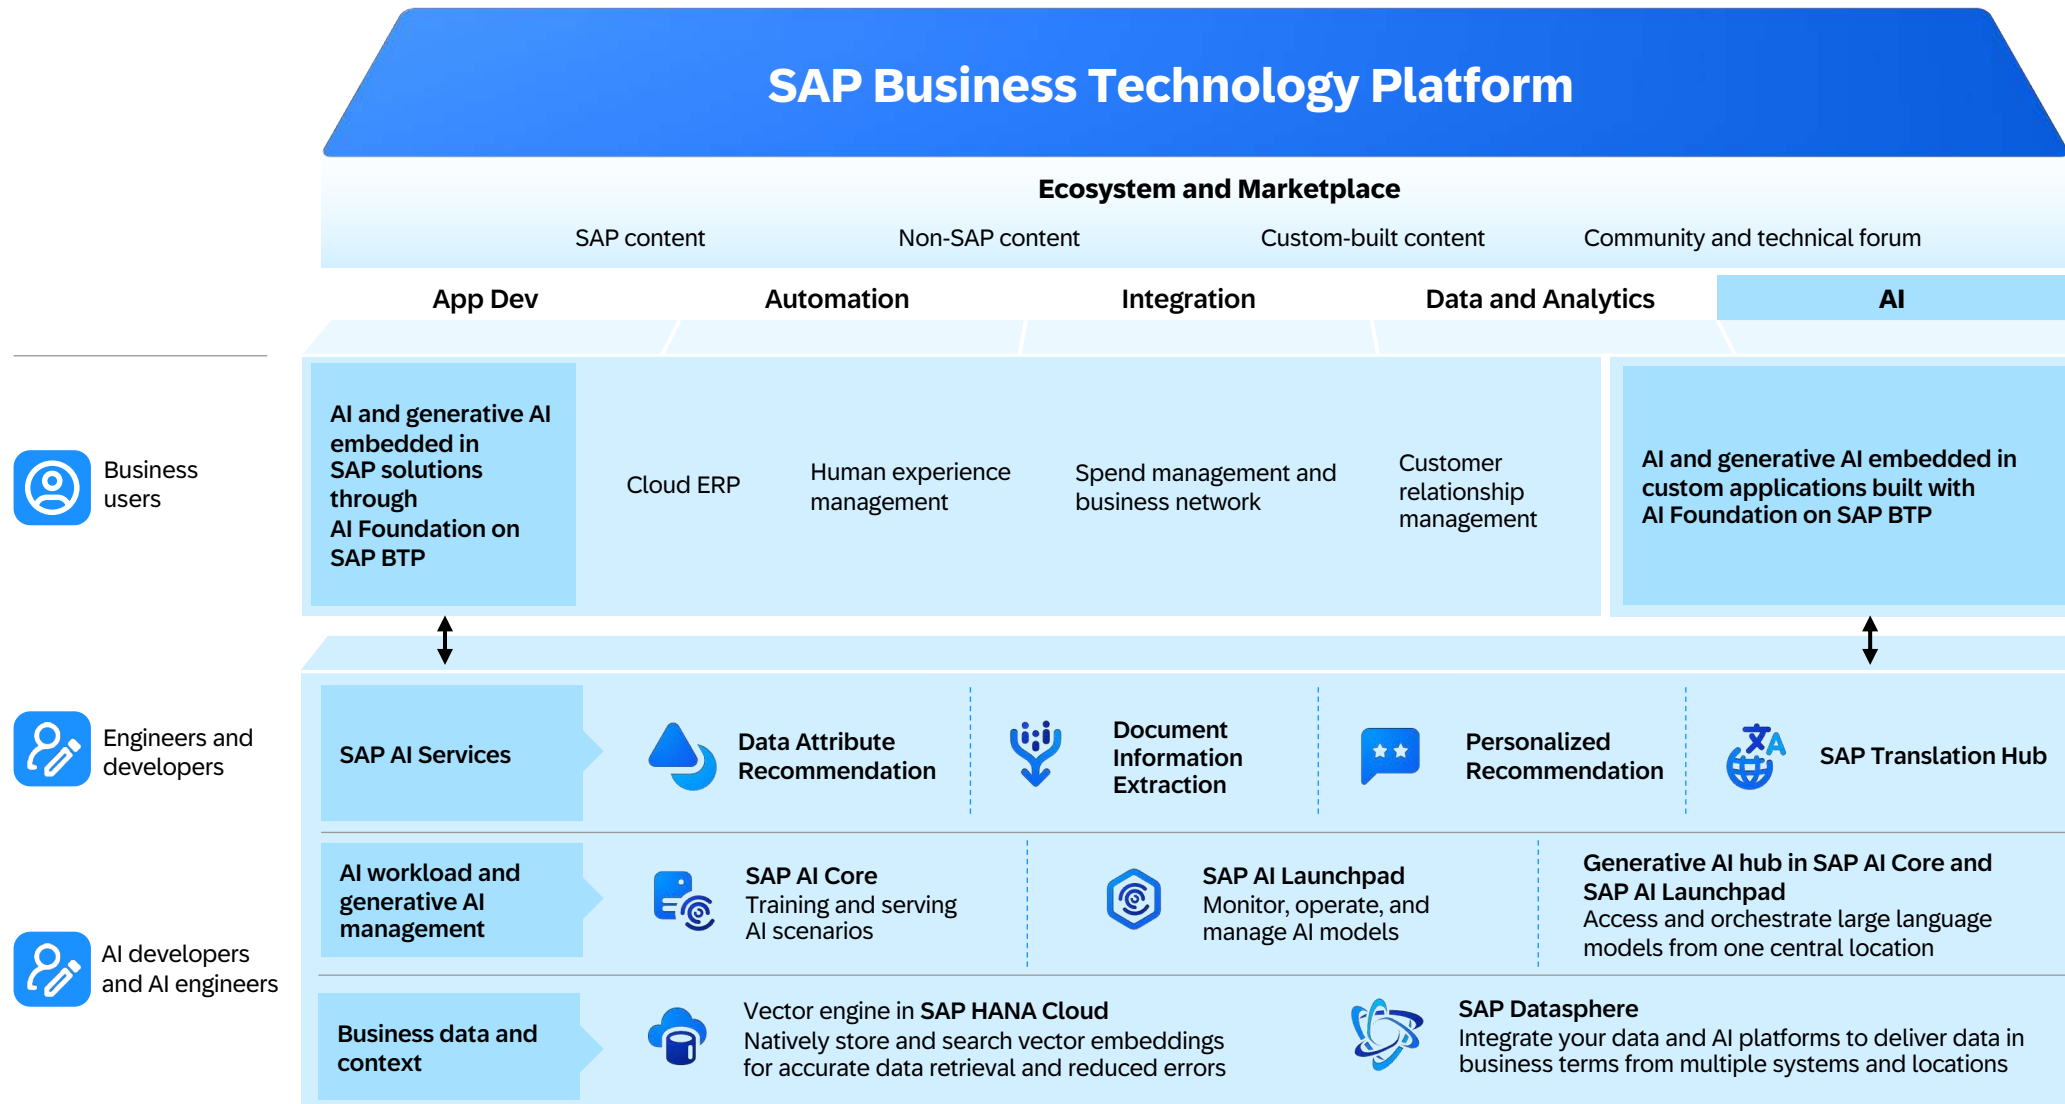 SAP Business Technology Platform
Ecosystem and Marketplace
SAP content
Non-SAP content
Custom-built content
Community and technical forum
App Dev
Automation
Integration
Data and Analytics
AI
Business
users
AI and generative AI
embedded in
SAP solutions
through
AI Foundation on
SAP BTP
Cloud ERP
Human experience
management
Spend management and
business network
Customer
relationship
management
AI and generative AI embedded in
custom applications built with
AI Foundation on SAP BTP
Engineers and
developers
SAP AI Services
Data Attribute
Recommendation
Document
Information
Extraction
Personalized
Recommendation
SAP Translation Hub
AI developers
and AI engineers
AI workload and
generative AI
management
SAP AI Core
Training and serving
AI scenarios
SAP AI Launchpad
Monitor, operate, and
manage AI models
Generative AI hub in SAP AI Core and
SAP AI Launchpad
Access and orchestrate large language
models from one central location
Business data and
context
Vector engine in SAP HANA Cloud
Natively store and search vector embeddings
for accurate data retrieval and reduced errors
SAP Datasphere
Integrate your data and AI platforms to deliver data in
business terms from multiple systems and locations